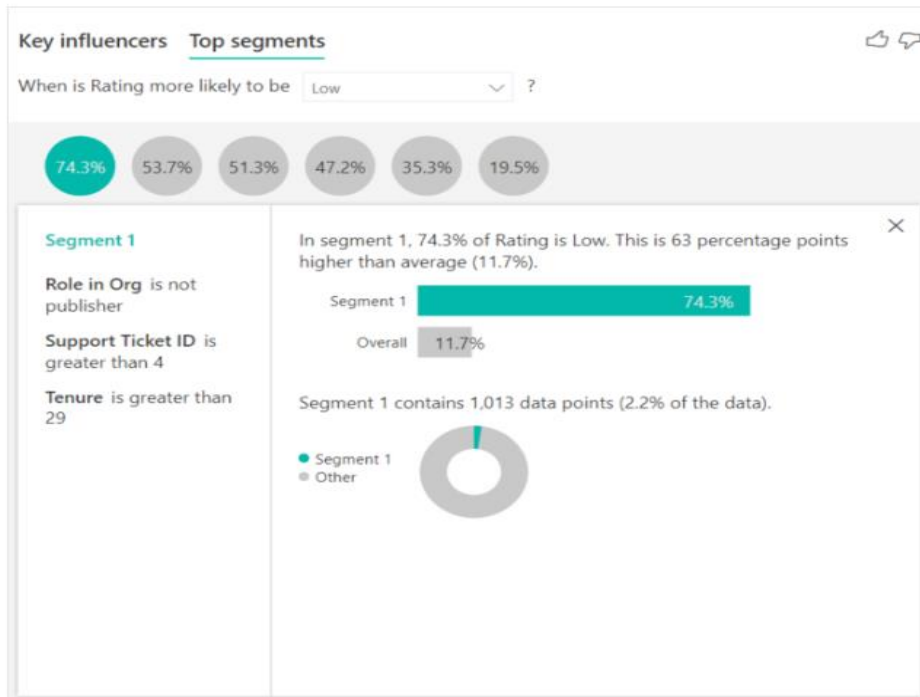 Key influencers Top segments
When is Rating more likely to be Low ?
74.3% 53.7% 51.3% 47.2% 35.3% 19.5%
Segment 1
Role in Org is not
publisher
Support Ticket ID is
greater than 4
Tenure is greater than
29
In segment 1, 74.3% of Rating is Low. This is 63 percentage points
higher than average (11.7%).
Segment 1 74.3%
Overall 11.7%
Segment 1 contains 1,013 data points (2.2% of the data).
Segment 1
Other